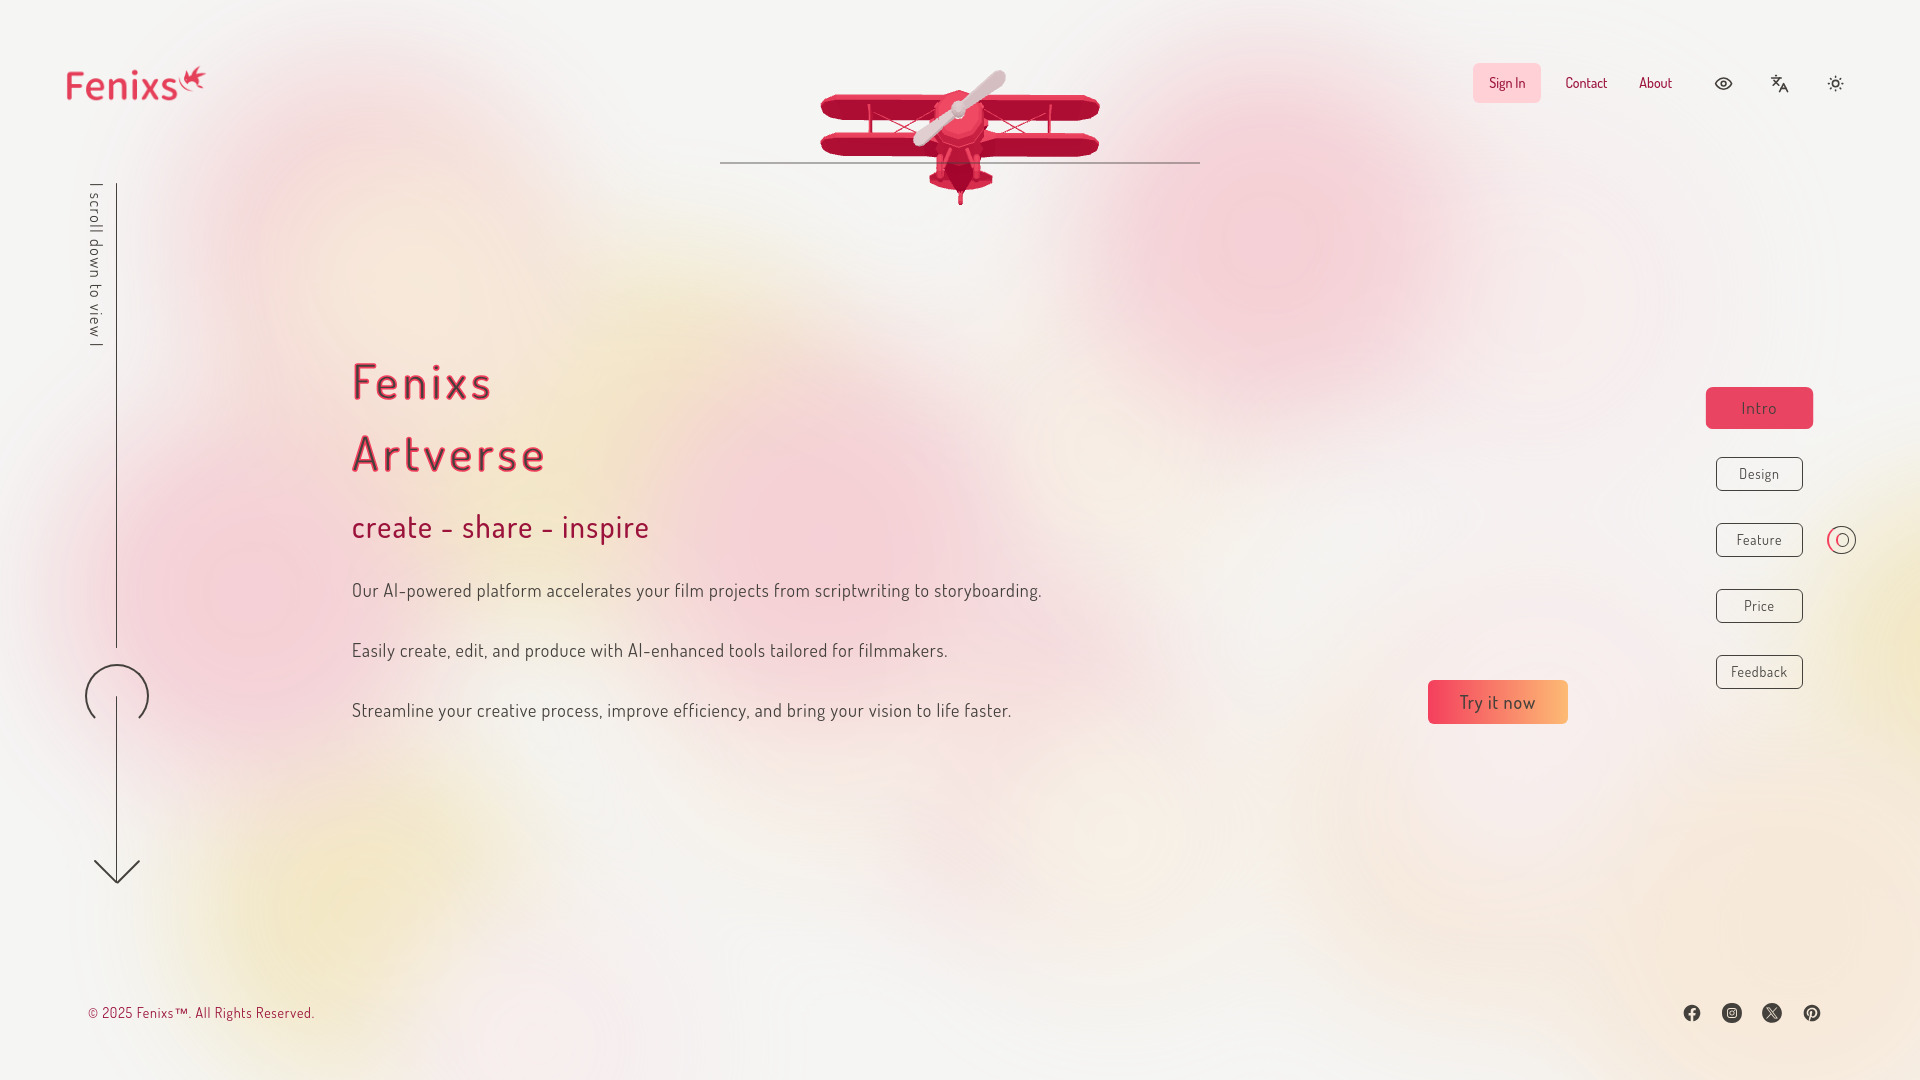 Fenixs
Sign In
Contact
About
| scroll down to view |
Fenixs
Artverse
create - share - inspire
Our AI-powered platform accelerates your film projects from scriptwriting to storyboarding.
Easily create, edit, and produce with AI-enhanced tools tailored for filmmakers.
Streamline your creative process, improve efficiency, and bring your vision to life faster.
Try it now
Intro
Design
Feature
Price
Feedback
© 2025 Fenixs™. All Rights Reserved.